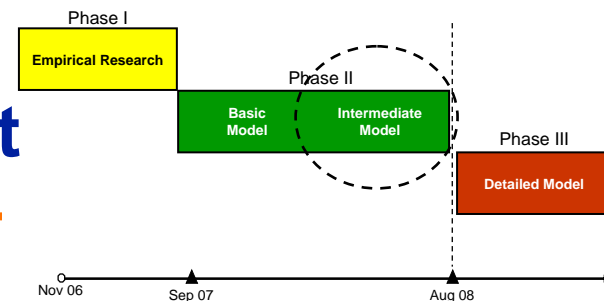 Phase I
Empirical Research
Phase II
Basic
Model
Intermediate
Model
t
Phase III
Detailed Model
Nov 06
Sep 07
Aug 08